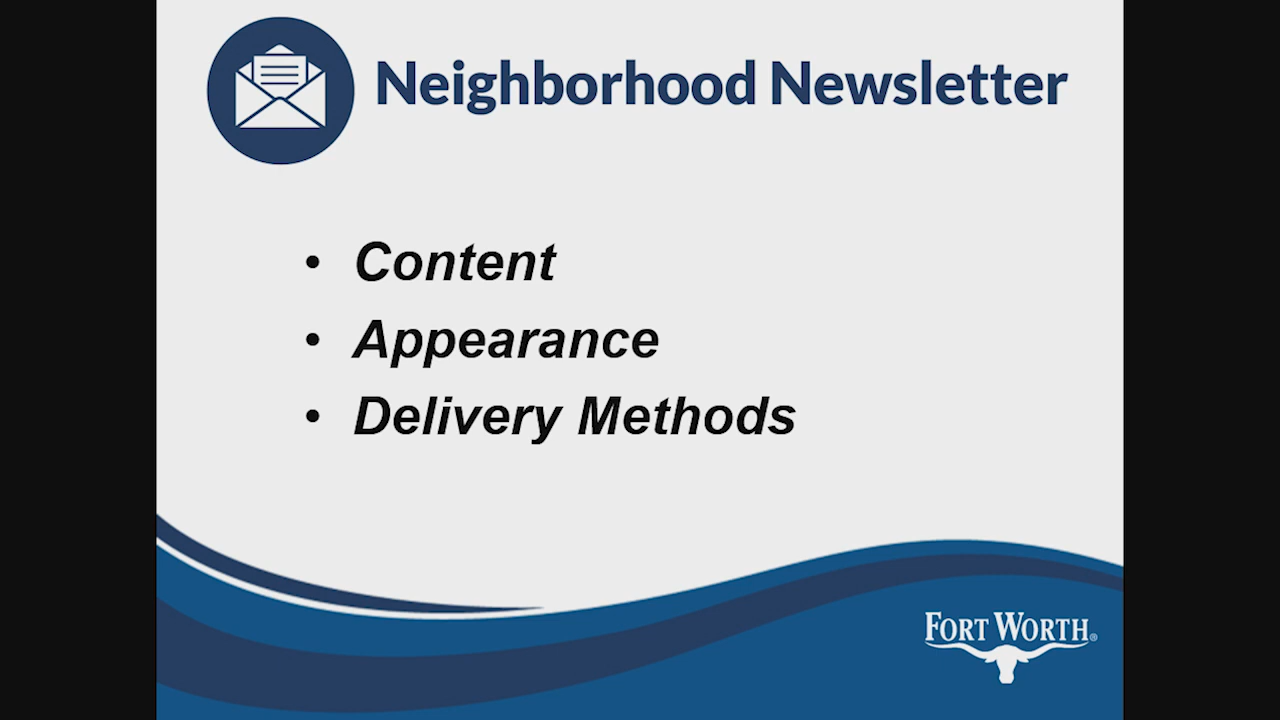 Neighborhood Newsletter
• Content
• Appearance
• Delivery Methods
FORT WORTH®